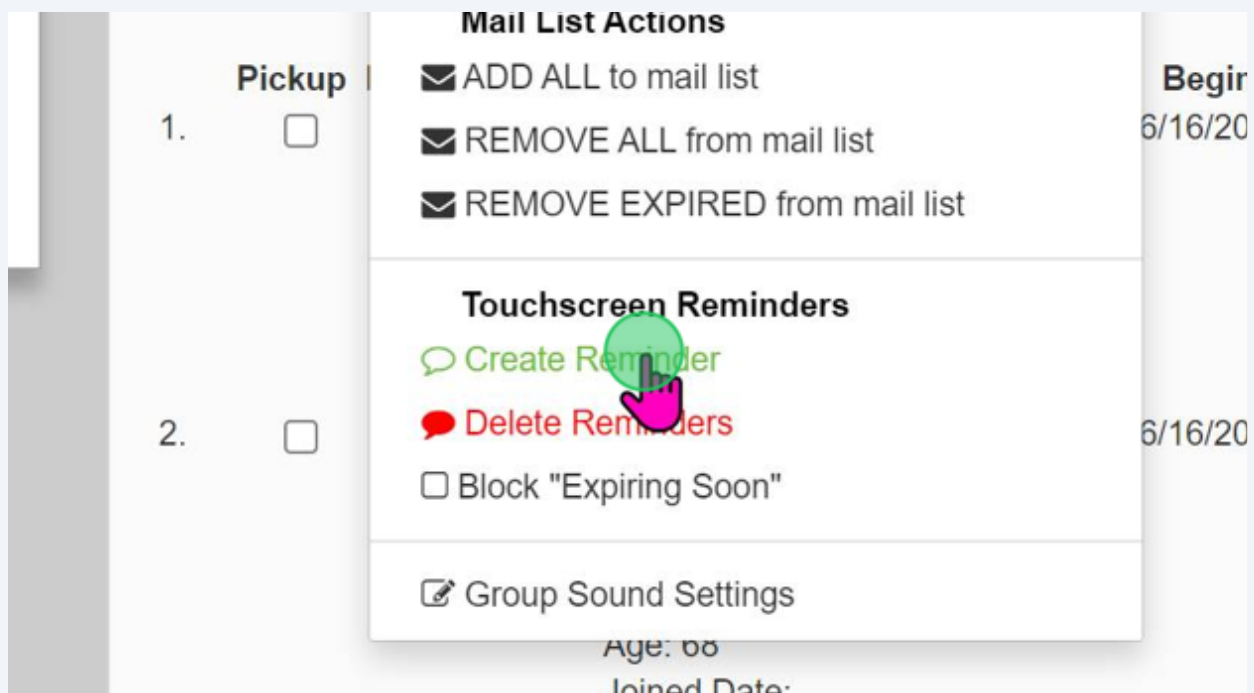 Mail List Actions
Pickup
ADD ALL to mail list
Begin
1.
REMOVE ALL from mail list
6/16/20
REMOVE EXPIRED from mail list
Touchscreen Reminders
Create Reminder
Delete Reminders
2.
6/16/20
Block "Expiring Soon"
Group Sound Settings
Age: 68
Joined Date: